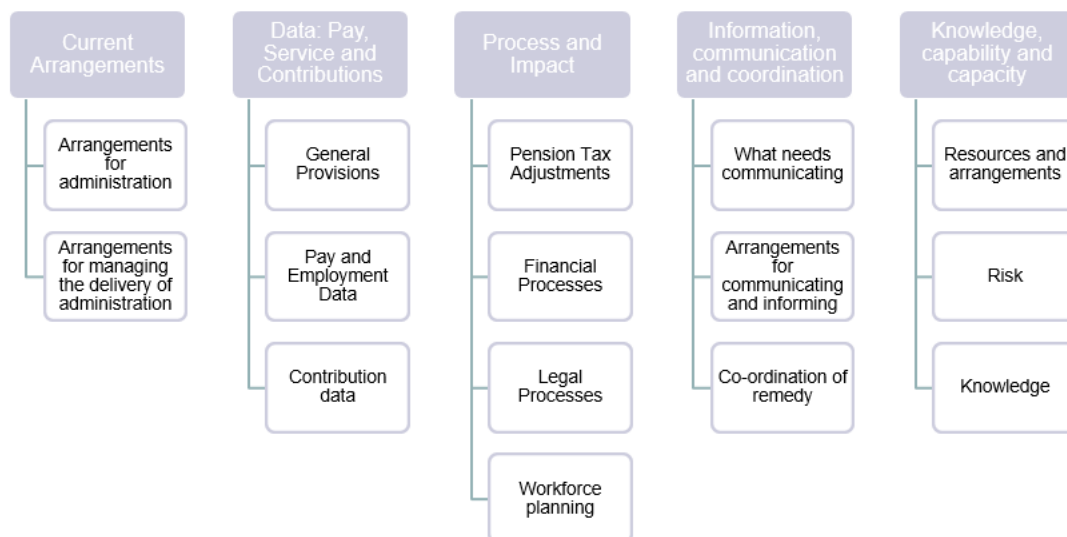 Current
Arrangements
Arrangements
for
administration
Arrangements
for managing
the delivery of
administration
Data: Pay,
Service and
Contributions
General
Provisions
Pay and
Employment
Data
Contribution
data
Process and
Impact
Pension Tax
Adjustments
Financial
Processes
Legal
Processes
Workforce
planning
Information,
communication
and coordination
What needs
communicating
Arrangements
for
communicating
and informing
Co-ordination of
remedy
Knowledge,
capability and
capacity
Resources and
arrangements
Risk
Knowledge